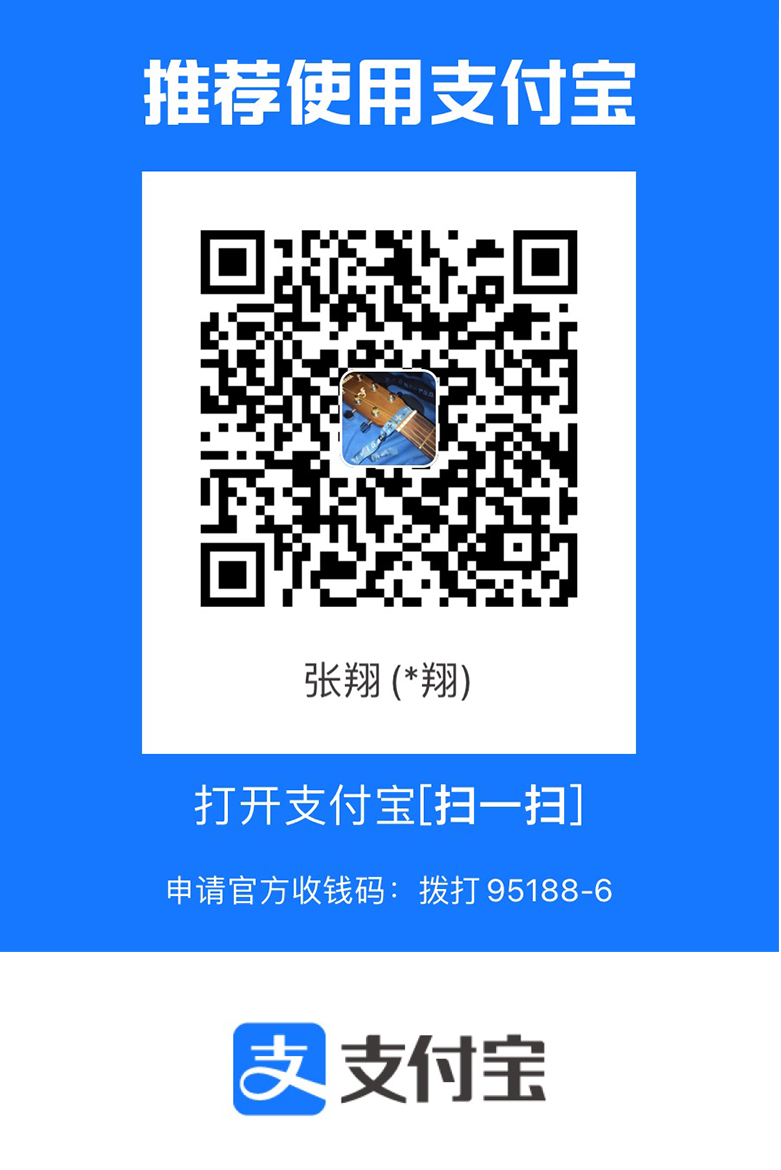 推荐使用支付宝
张翔 (*翔)
打开支付宝[扫一扫]
申请官方收钱码：拨打 95188-6
支 支付宝